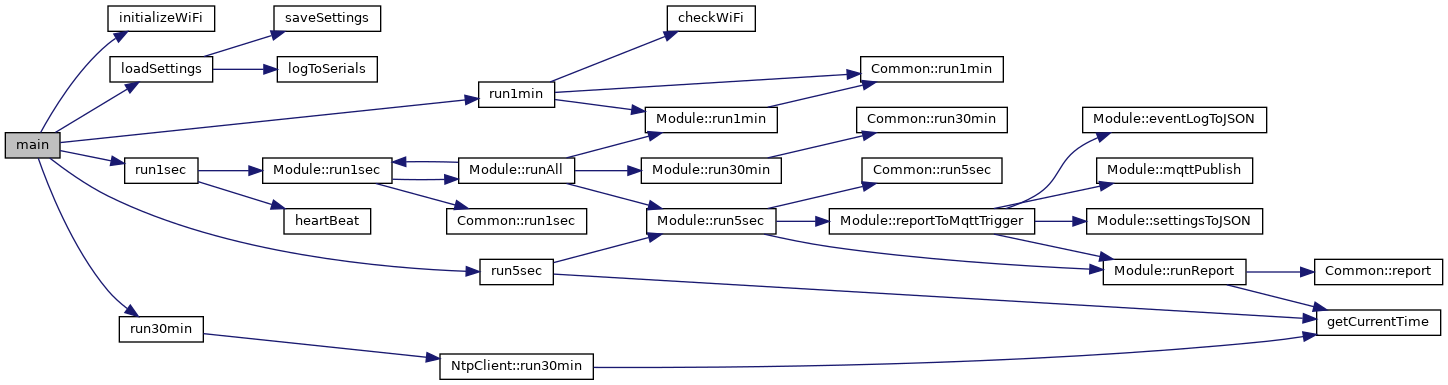 main
initializeWiFi
loadSettings
run1sec
run30min
saveSettings
logToSerials
Module::run1sec
heartBeat
run1min
Module::runAll
Common::run1sec
run5sec
NtpClient::run30min
checkWiFi
Module::run1min
Module::run30min
Module::run5sec
Common::run1min
Common::run30min
Common::run5sec
Module::reportToMqttTrigger
Module::eventLogToJSON
Module::mqttPublish
Module::settingsToJSON
Module::runReport
Common::report
getCurrentTime